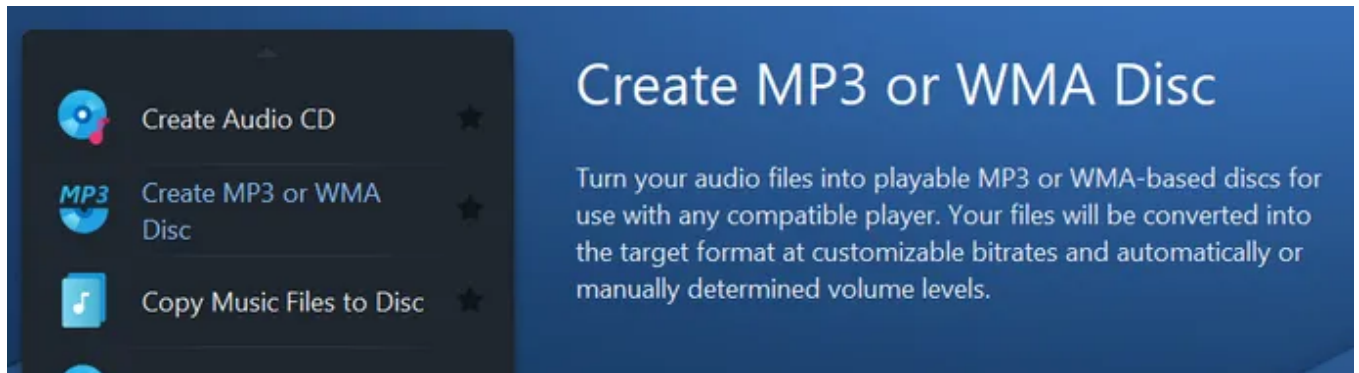 Create Audio CD
MP3
Create MP3 or WMA
Disc
Copy Music Files to Disc
Create MP3 or WMA Disc
Turn your audio files into playable MP3 or WMA-based discs for
use with any compatible player. Your files will be converted into
the target format at customizable bitrates and automatically or
manually determined volume levels.